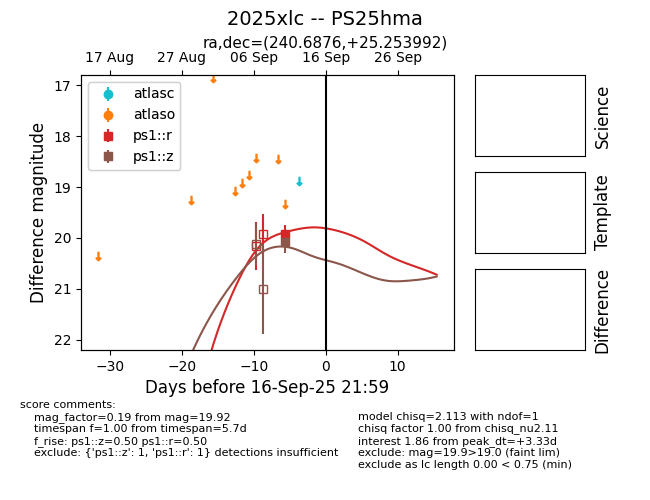 2025xlc -- PS25hma
ra,dec=(240.6876,+25.253992)
17 Aug 27 Aug 06 Sep 16 Sep 26 Sep
17
18
19
20
21
22
Difference magnitude
atlasc
atlaso
ps1::r
ps1::z
−30 −20 −10 0 10
Days before 16-Sep-25 21:59
Science
Template
Difference
score comments:
mag_factor=0.19 from mag=19.92
timespan f=1.00 from timespan=5.7d
f_rise: ps1::z=0.50 ps1::r=0.50
exclude: {'ps1::z': 1, 'ps1::r': 1} detections insufficient
model chisq=2.113 with ndof=1
chisq factor 1.00 from chisq_nu2.11
interest 1.86 from peak_dt=+3.33d
exclude: mag=19.9>19.0 (faint lim)
exclude as lc length 0.00 < 0.75 (min)